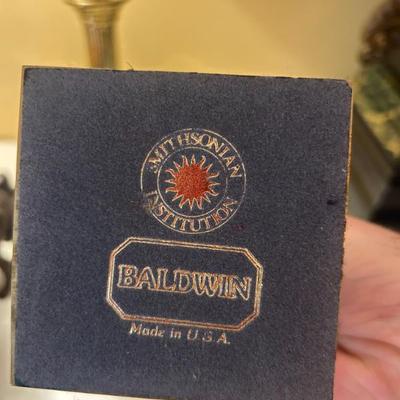 SMITHSONIAN
INSTITUTION
BALDWIN
Made in U.S.A.